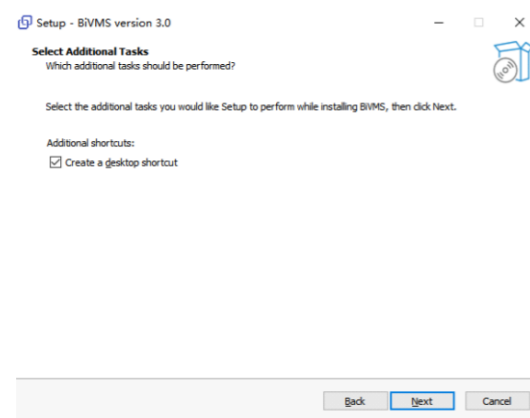 Setup - BiVMS version 3.0
Select Additional Tasks
Which additional tasks should be performed?
Select the additional tasks you would like Setup to perform while installing BiVMS, then click Next.
Additional shortcuts:
Create a desktop shortcut
Back Next Cancel